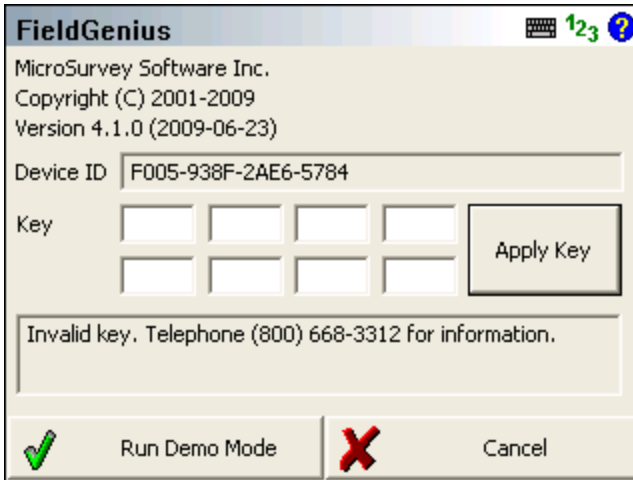 FieldGenius
123
?
MicroSurvey Software Inc.
Copyright (C) 2001-2009
Version 4.1.0 (2009-06-23)
Device ID F005-938F-2AE6-5784
Key
Apply Key
Invalid key. Telephone (800) 668-3312 for information.
Run Demo Mode
Cancel